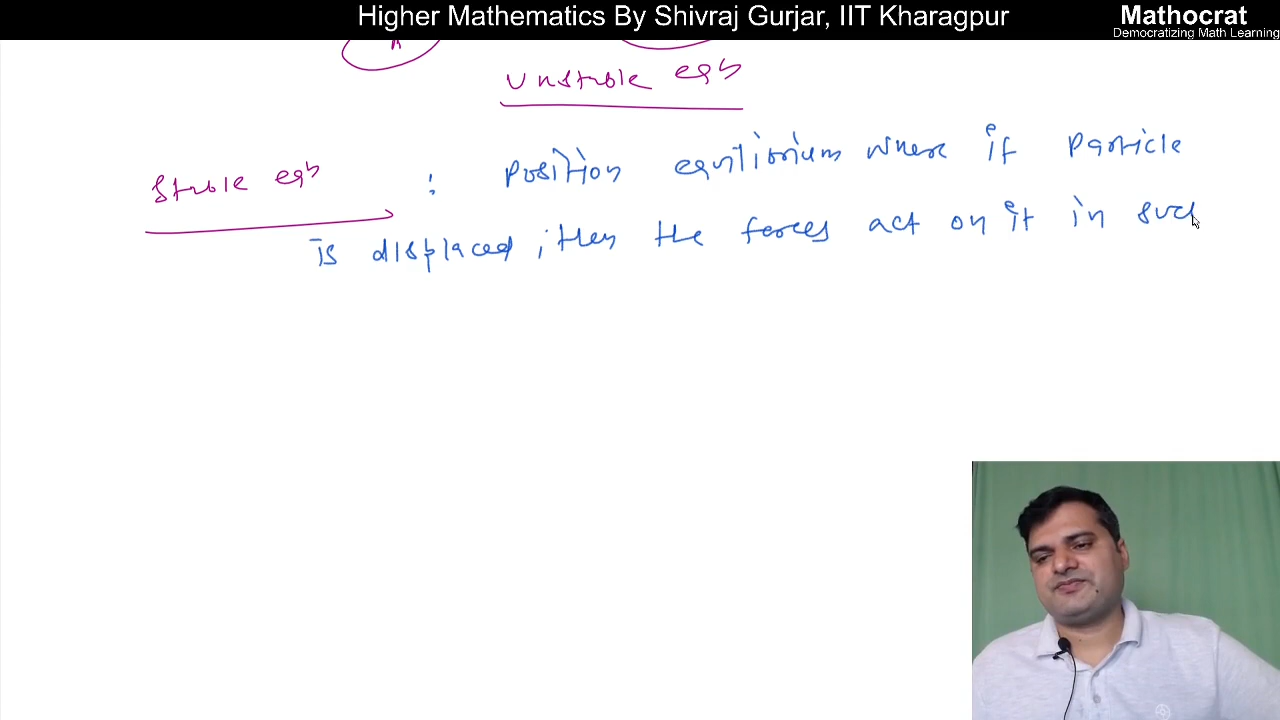 Higher Mathematics By Shivraj Gurjar, IIT Kharagpur
Mathocrat
Democratizing Math Learning
A
Unstable eqb
Stable eqb : Position equilibrium where if Particle
is displaced, then the forces act on it in such